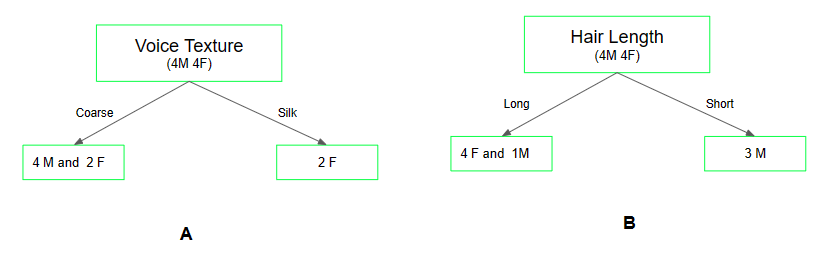 Voice Texture
(4M 4F)
Coarse
Silk
4 M and 2 F
2 F
A
Hair Length
(4M 4F)
Long
Short
4 F and 1M
3 M
B